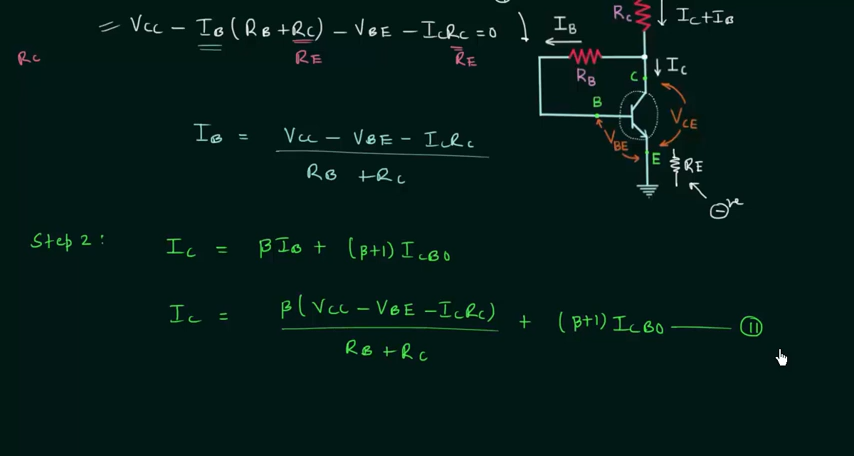 = VCC - IB (RB + RC) - VBE - ICRC = 0
RC
RE
RE
IB = VCC - VBE - ICRC / RB + RC
Step 2:
IC = βIB + (β+1) ICBO
IC = β(VCC - VBE - ICRC) / RB + RC + (β+1) ICBO —— 11
RC
IC+IB
IB
RB
IC
C
B
VCE
VBE
E
RE
-ve